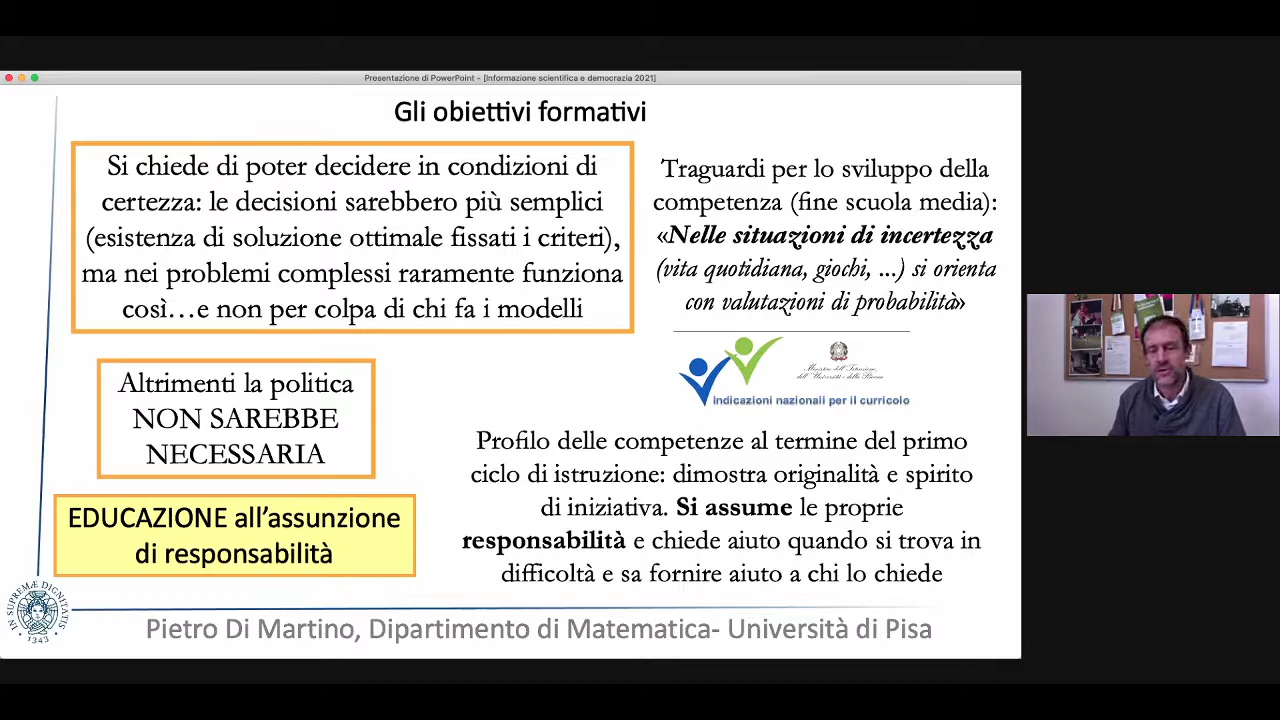 Presentazione di PowerPoint - [Informazione scientifica e democrazia 2021]
Gli obiettivi formativi
Si chiede di poter decidere in condizioni di
certezza: le decisioni sarebbero più semplici
(esistenza di soluzione ottimale fissati i criteri),
ma nei problemi complessi raramente funziona
così…e non per colpa di chi fa i modelli
Traguardi per lo sviluppo della
competenza (fine scuola media):
«Nelle situazioni di incertezza
(vita quotidiana, giochi, ...) si orienta
con valutazioni di probabilità»
Ministero dell'Istruzione,
dell'Università e della Ricerca
Indicazioni nazionali per il curricolo
Altrimenti la politica
NON SAREBBE
NECESSARIA
EDUCAZIONE all’assunzione
di responsabilità
Profilo delle competenze al termine del primo
ciclo di istruzione: dimostra originalità e spirito
di iniziativa. Si assume le proprie
responsabilità e chiede aiuto quando si trova in
difficoltà e sa fornire aiuto a chi lo chiede
IN SUPREMÆ DIGNITATIS
1343
Pietro Di Martino, Dipartimento di Matematica- Università di Pisa